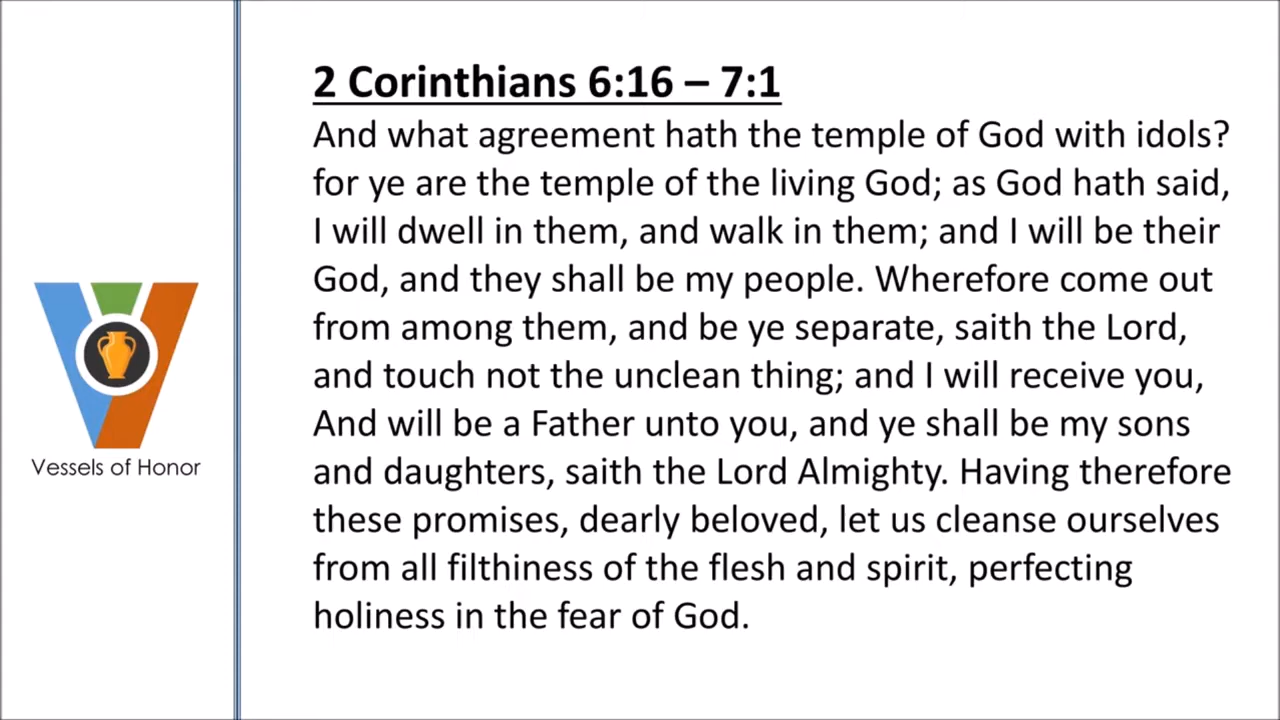 2 Corinthians 6:16 – 7:1
And what agreement hath the temple of God with idols?
for ye are the temple of the living God; as God hath said,
I will dwell in them, and walk in them; and I will be their
God, and they shall be my people. Wherefore come out
from among them, and be ye separate, saith the Lord,
and touch not the unclean thing; and I will receive you,
And will be a Father unto you, and ye shall be my sons
and daughters, saith the Lord Almighty. Having therefore
these promises, dearly beloved, let us cleanse ourselves
from all filthiness of the flesh and spirit, perfecting
holiness in the fear of God.
Vessels of Honor